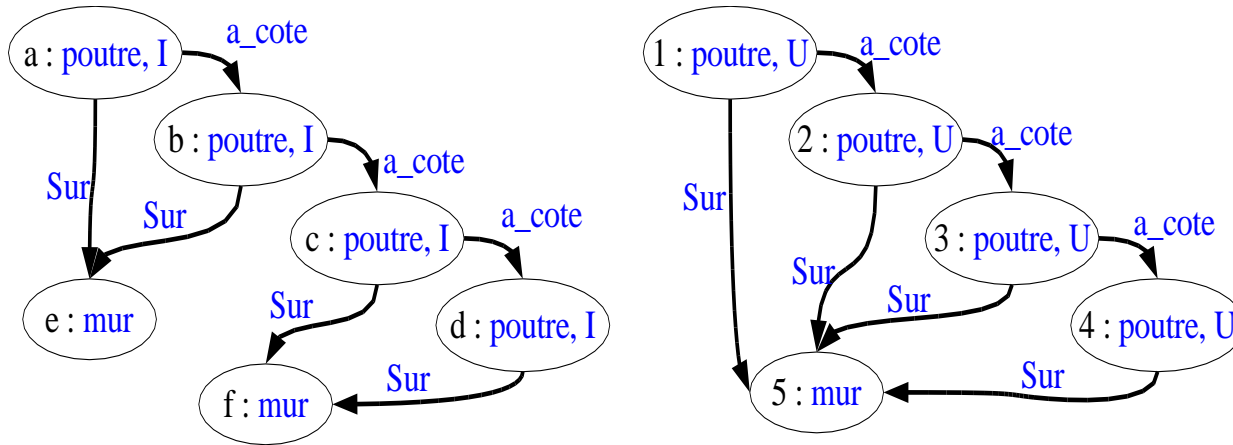 a : poutre, I
a_cote
b : poutre, I
a_cote
Sur
Sur
c : poutre, I
a_cote
e : mur
Sur
d : poutre, I
f : mur
Sur
1 : poutre, U
a_cote
2 : poutre, U
a_cote
Sur
3 : poutre, U
a_cote
Sur
Sur
4 : poutre, U
5 : mur
Sur